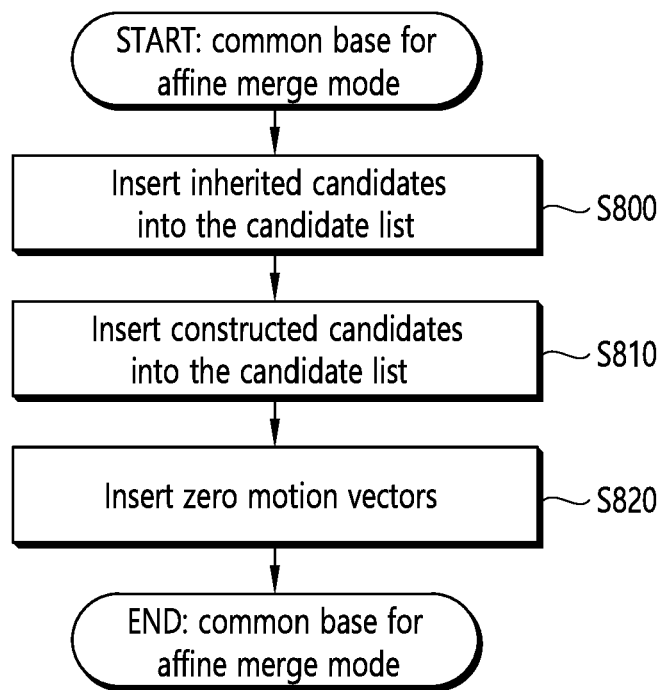 START: common base for
affine merge mode
Insert inherited candidates
into the candidate list
S800
Insert constructed candidates
into the candidate list
S810
Insert zero motion vectors
S820
END: common base for
affine merge mode